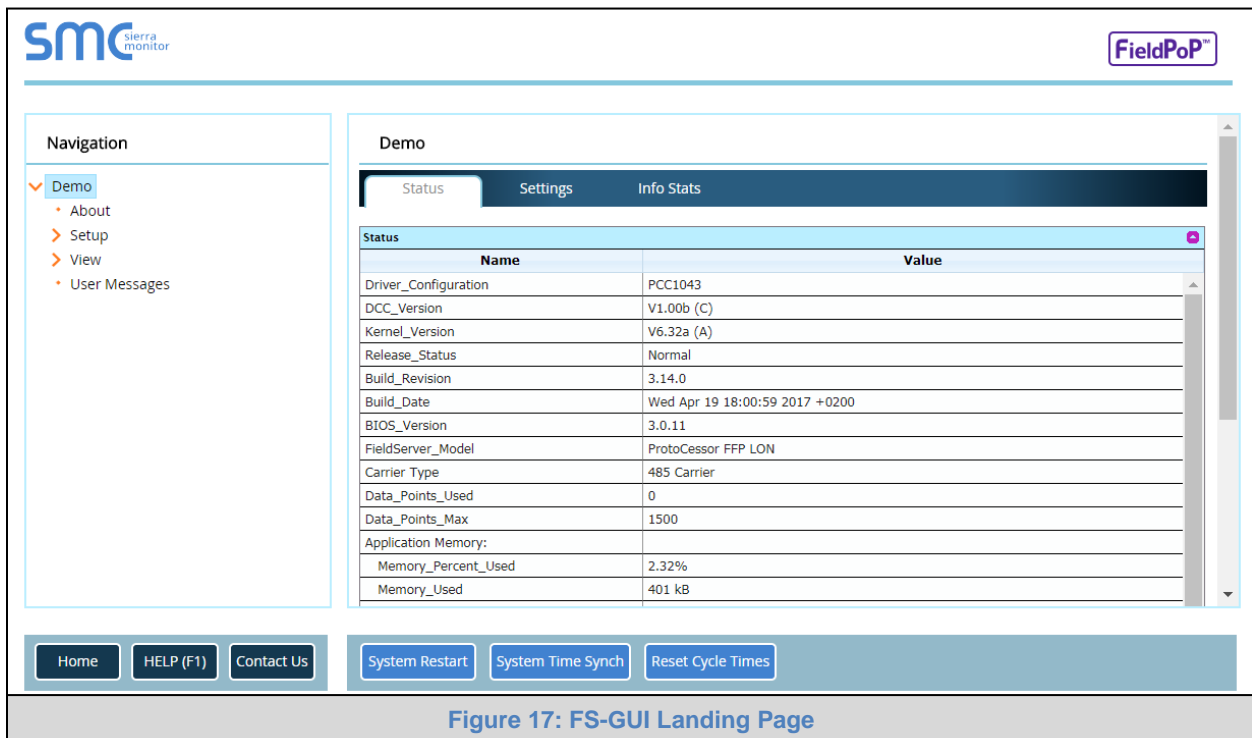 SMC sierra monitor
FieldPoP™
Navigation
Demo
About
Setup
View
User Messages
Demo
Status Settings Info Stats
Status
Name Value
Driver_Configuration PCC1043
DCC_Version V1.00b (C)
Kernel_Version V6.32a (A)
Release_Status Normal
Build_Revision 3.14.0
Build_Date Wed Apr 19 18:00:59 2017 +0200
BIOS_Version 3.0.11
FieldServer_Model ProtoCessor FFP LON
Carrier Type 485 Carrier
Data_Points_Used 0
Data_Points_Max 1500
Application Memory:
Memory_Percent_Used 2.32%
Memory_Used 401 kB
Home HELP (F1) Contact Us
System Restart System Time Synch Reset Cycle Times
Figure 17: FS-GUI Landing Page